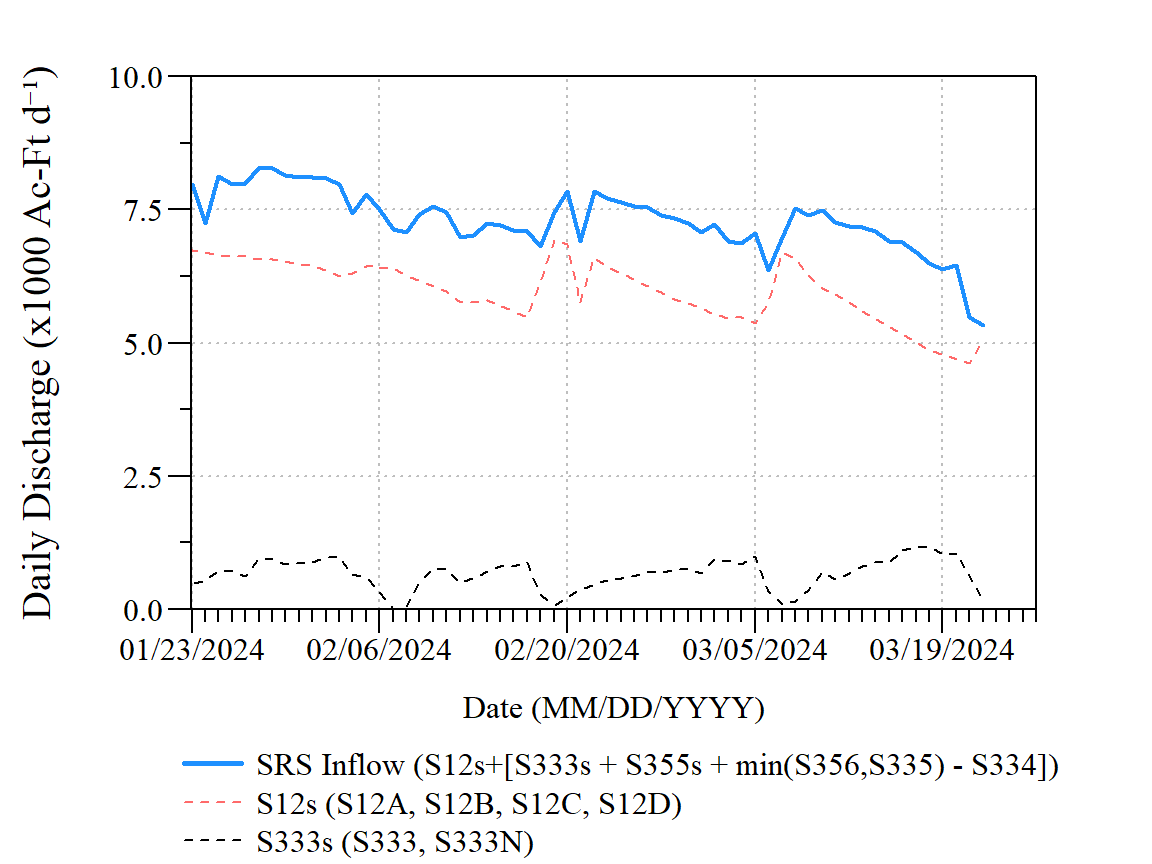 Daily Discharge (x1000 Ac-Ft d⁻¹)
10.0
7.5
5.0
2.5
0.0
01/23/2024 02/06/2024 02/20/2024 03/05/2024 03/19/2024
Date (MM/DD/YYYY)
SRS Inflow (S12s+[S333s + S355s + min(S356,S335) - S334])
S12s (S12A, S12B, S12C, S12D)
S333s (S333, S333N)